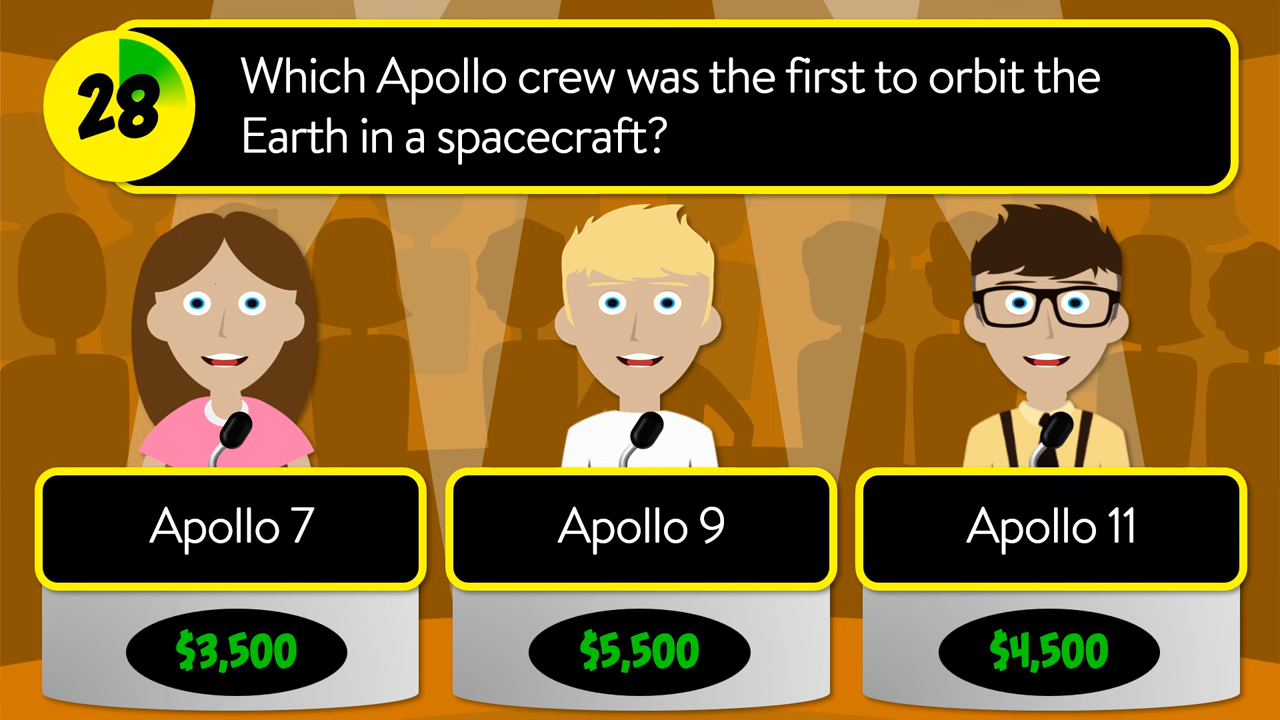 28
Which Apollo crew was the first to orbit the
Earth in a spacecraft?
Apollo 7
Apollo 9
Apollo 11
$3,500
$5,500
$4,500